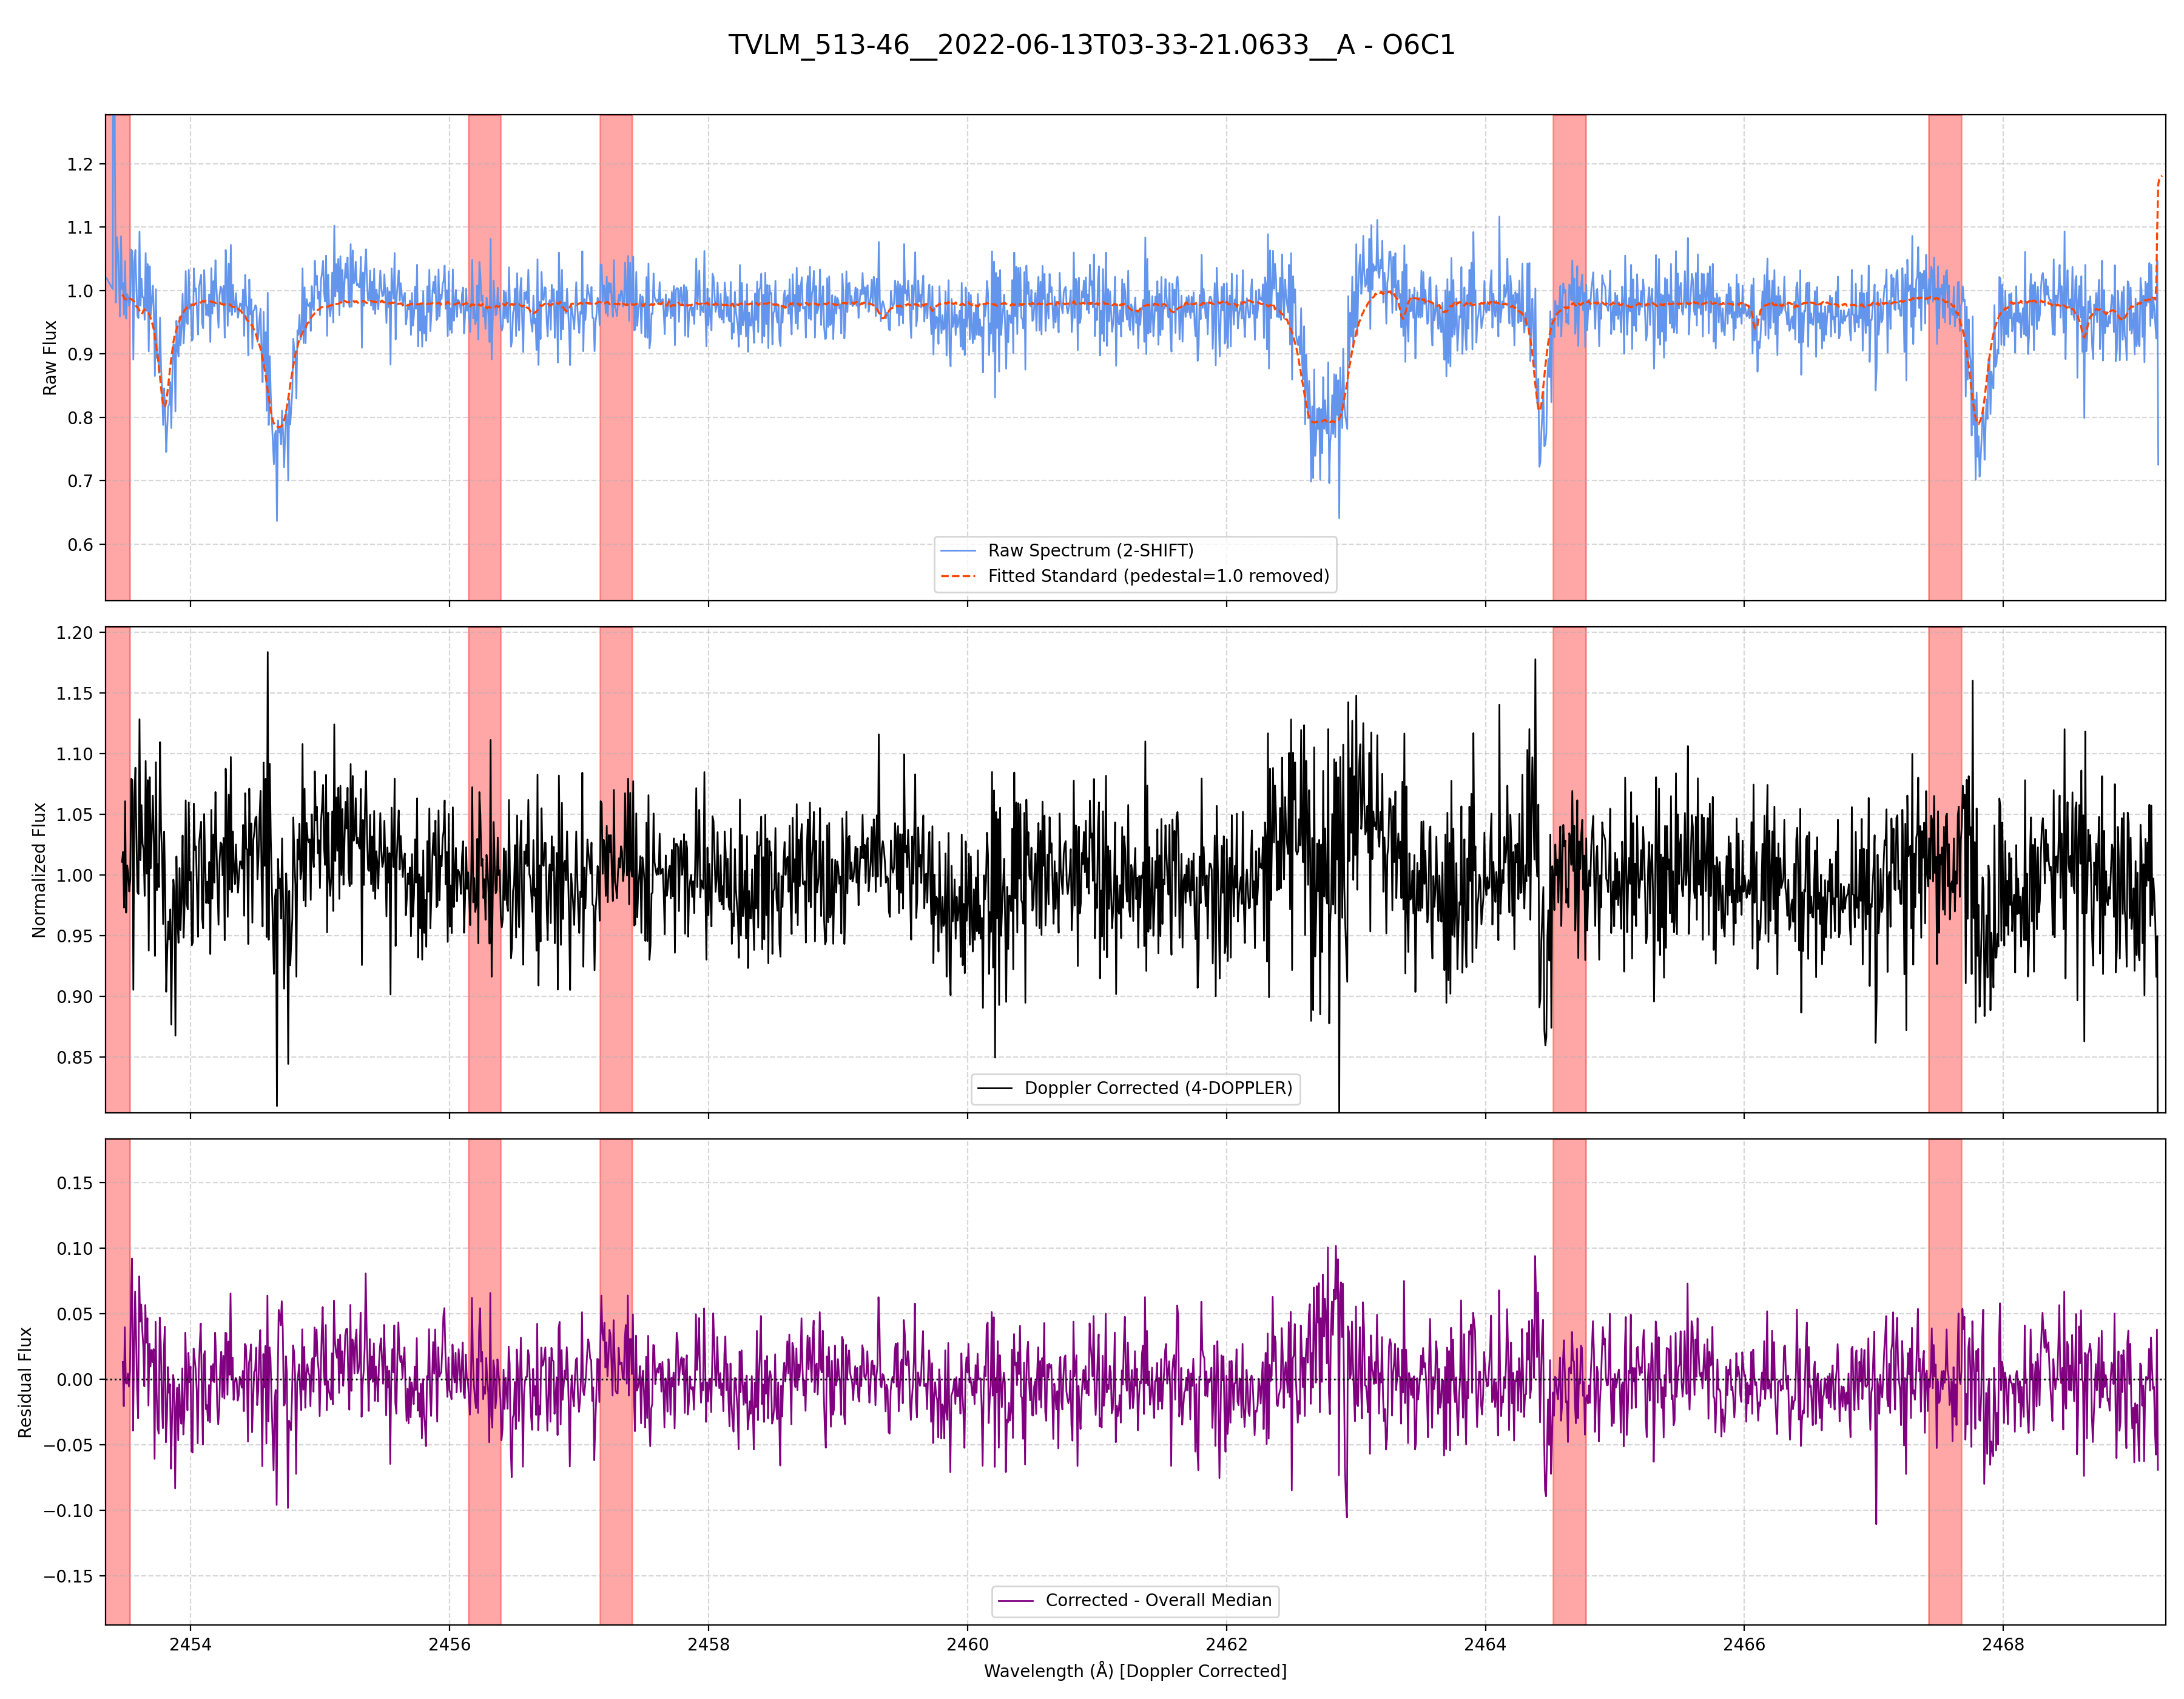 TVLM_513-46__2022-06-13T03-33-21.0633__A - O6C1
1.2
1.1
1.0
0.9
0.8
0.7
0.6
Raw Flux
Raw Spectrum (2-SHIFT)
Fitted Standard (pedestal=1.0 removed)
1.20
1.15
1.10
1.05
1.00
0.95
0.90
0.85
Normalized Flux
Doppler Corrected (4-DOPPLER)
0.15
0.10
0.05
0.00
−0.05
−0.10
−0.15
Residual Flux
Corrected - Overall Median
2454 2456 2458 2460 2462 2464 2466 2468
Wavelength (Å) [Doppler Corrected]